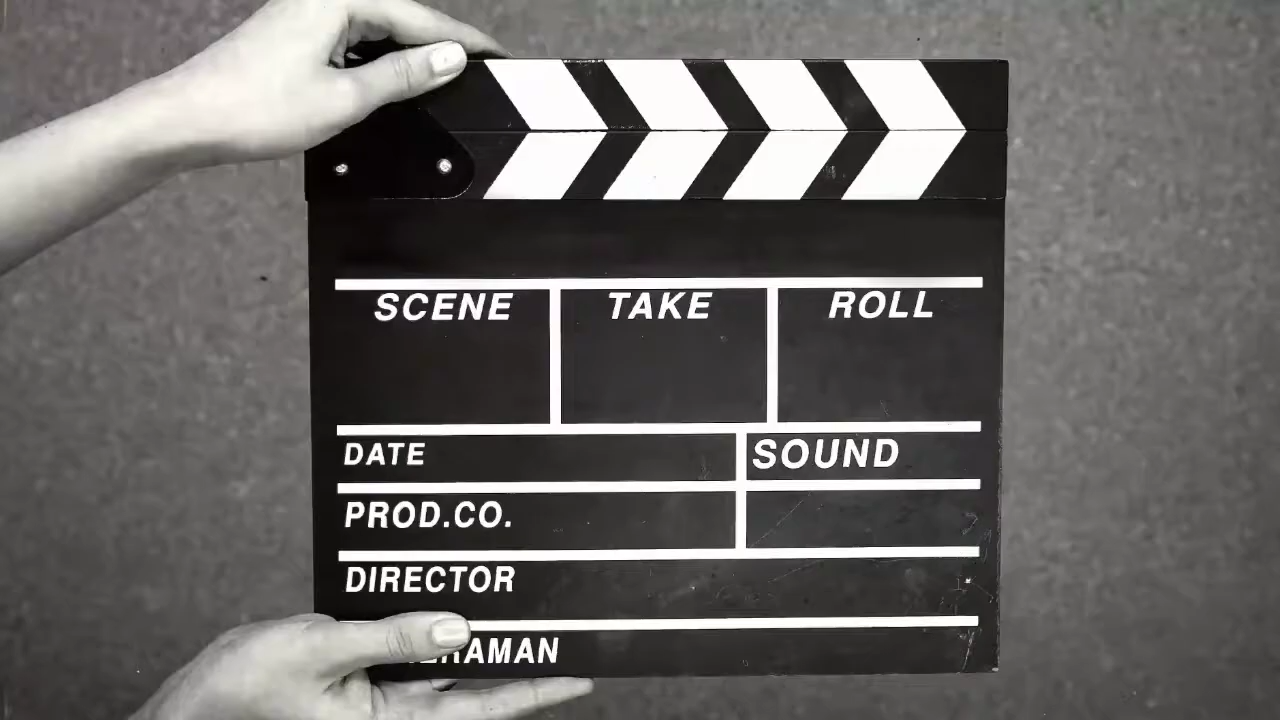 SCENE TAKE ROLL
DATE SOUND
PROD.CO.
DIRECTOR